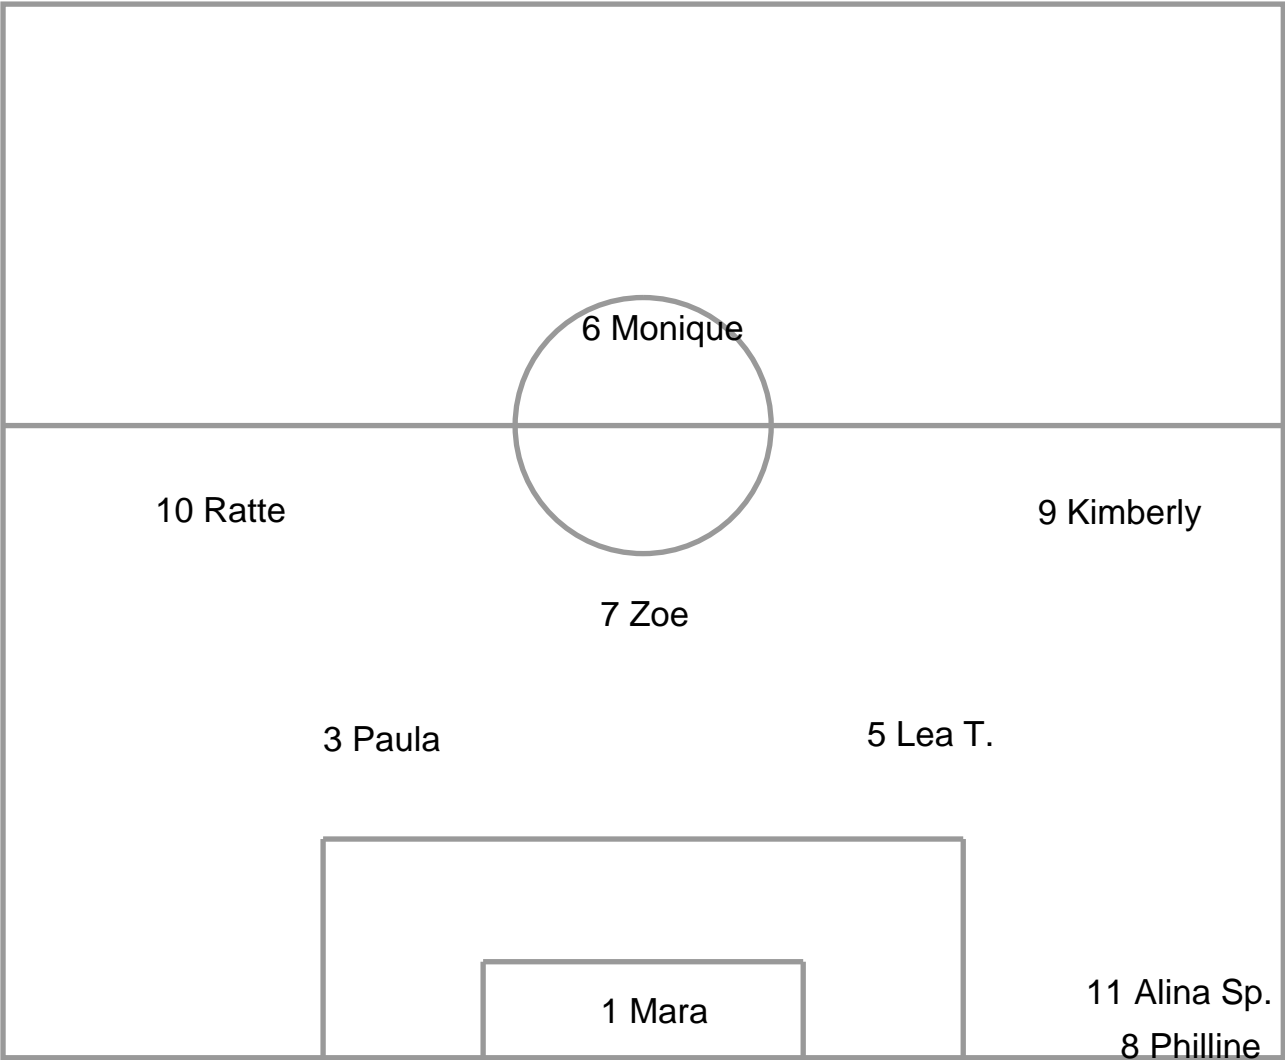 6 Monique
10 Ratte
9 Kimberly
7 Zoe
3 Paula
5 Lea T.
11 Alina Sp.
1 Mara
8 Philline